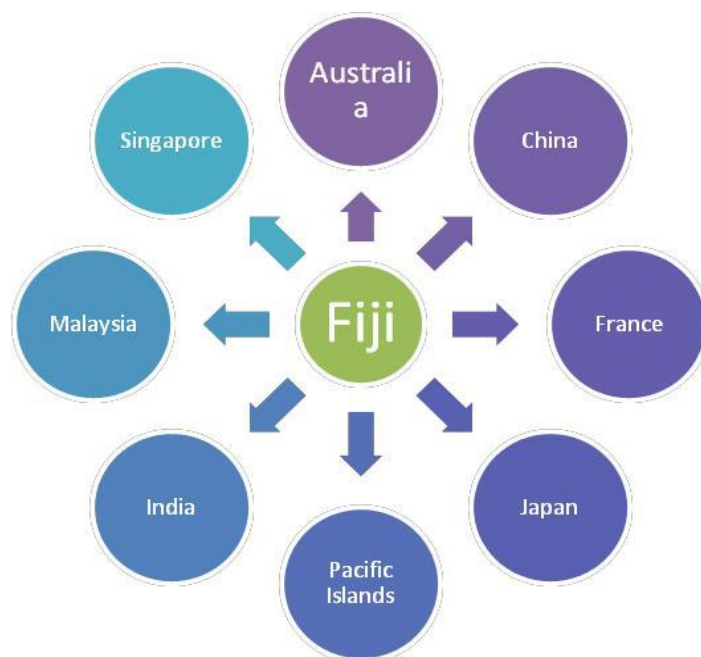 Australi
a
Singapore
China
Malaysia
Fiji
France
India
Japan
Pacific
Islands